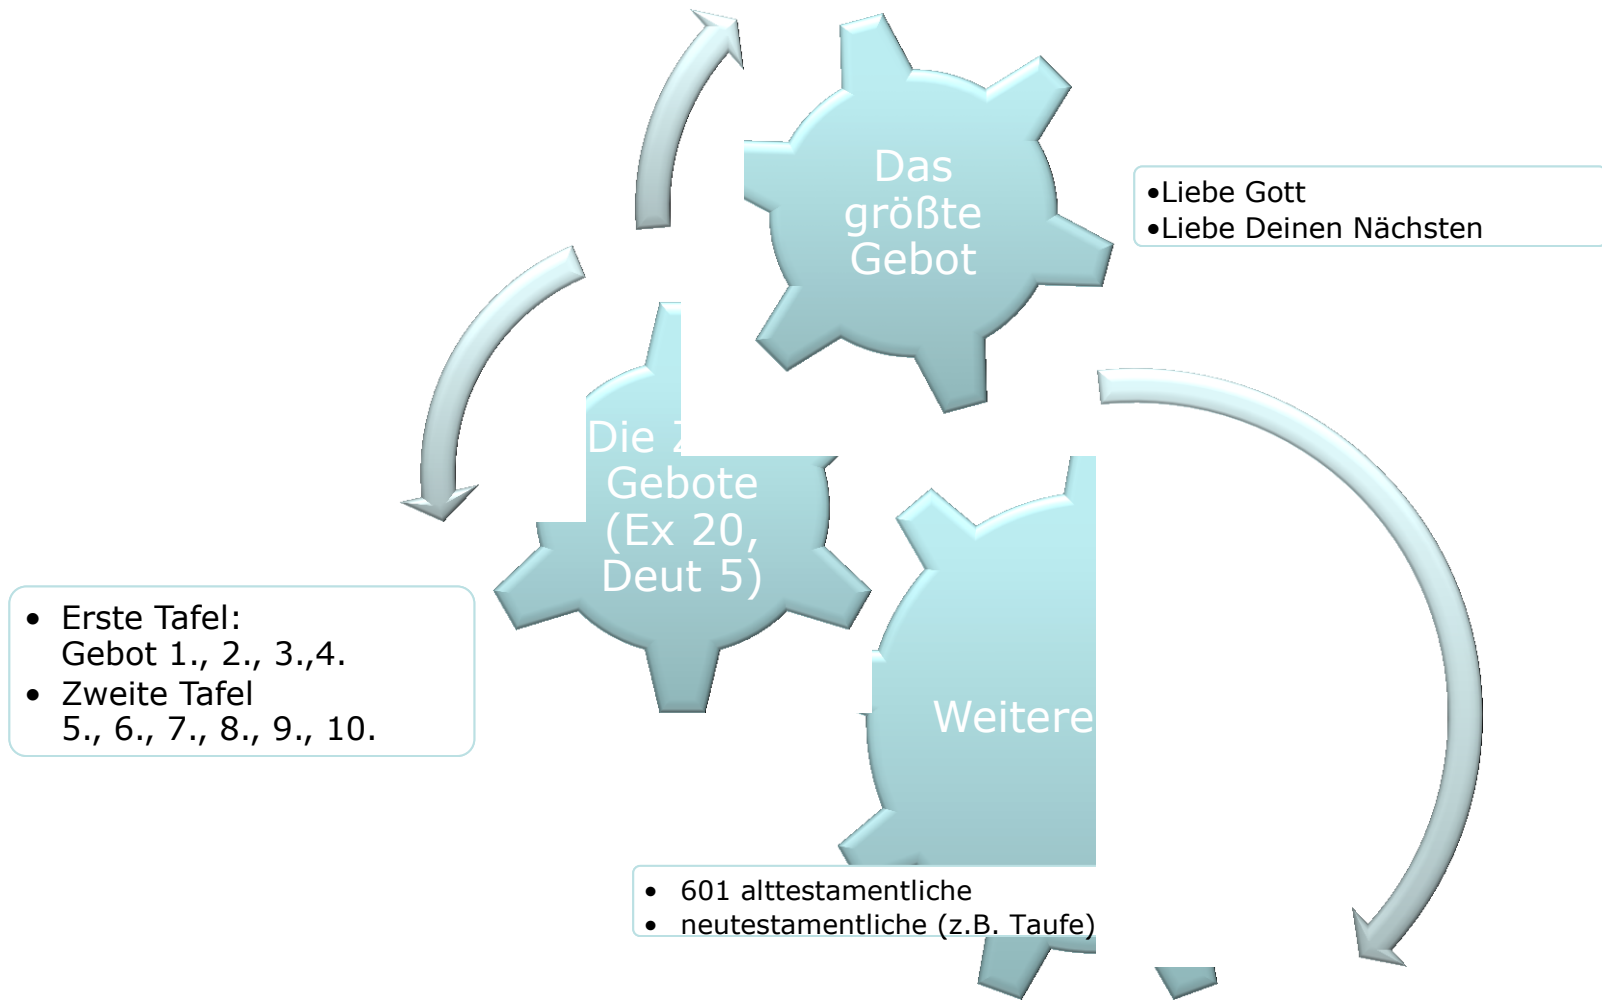 Das
größte
Gebot
•Liebe Gott
•Liebe Deinen Nächsten
Die
Gebote
(Ex 20,
Deut 5)
• Erste Tafel:
Gebot 1., 2., 3.,4.
• Zweite Tafel
5., 6., 7., 8., 9., 10.
Weitere
• 601 alttestamentliche
• neutestamentliche (z.B. Taufe)